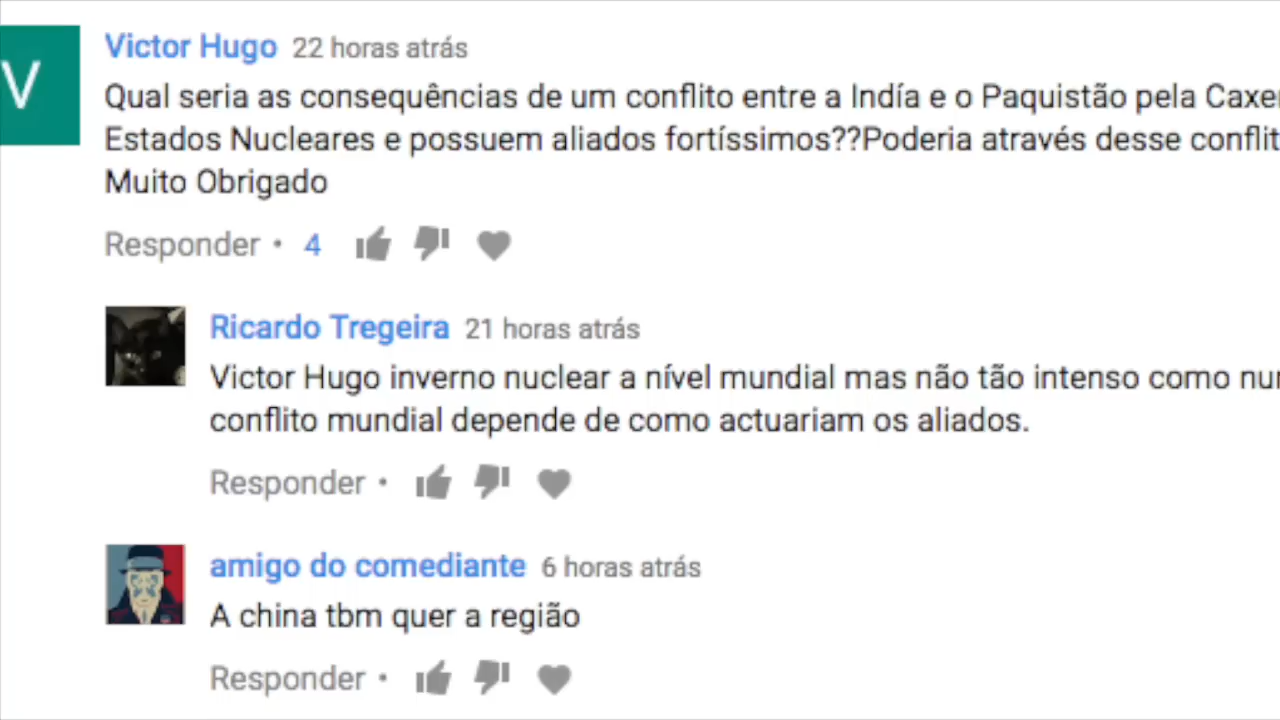 V
Victor Hugo 22 horas atrás
Qual seria as consequências de um conflito entre a Indía e o Paquistão pela
Estados Nucleares e possuem aliados fortíssimos??Poderia através desse
Muito Obrigado
Responder • 4
Ricardo Tregeira 21 horas atrás
Victor Hugo inverno nuclear a nível mundial mas não tão intenso como
conflito mundial depende de como actuariam os aliados.
Responder •
amigo do comediante 6 horas atrás
A china tbm quer a região
Responder •